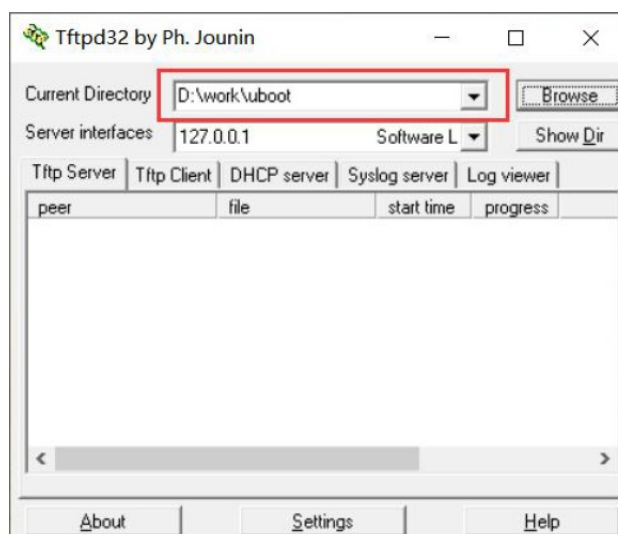 Tftpd32 by Ph. Jounin
Current Directory D:\work\uboot Browse
Server interfaces 127.0.0.1 Software L Show Dir
Tftp Server Tftp Client DHCP server Syslog server Log viewer
peer file start time progress
About Settings Help